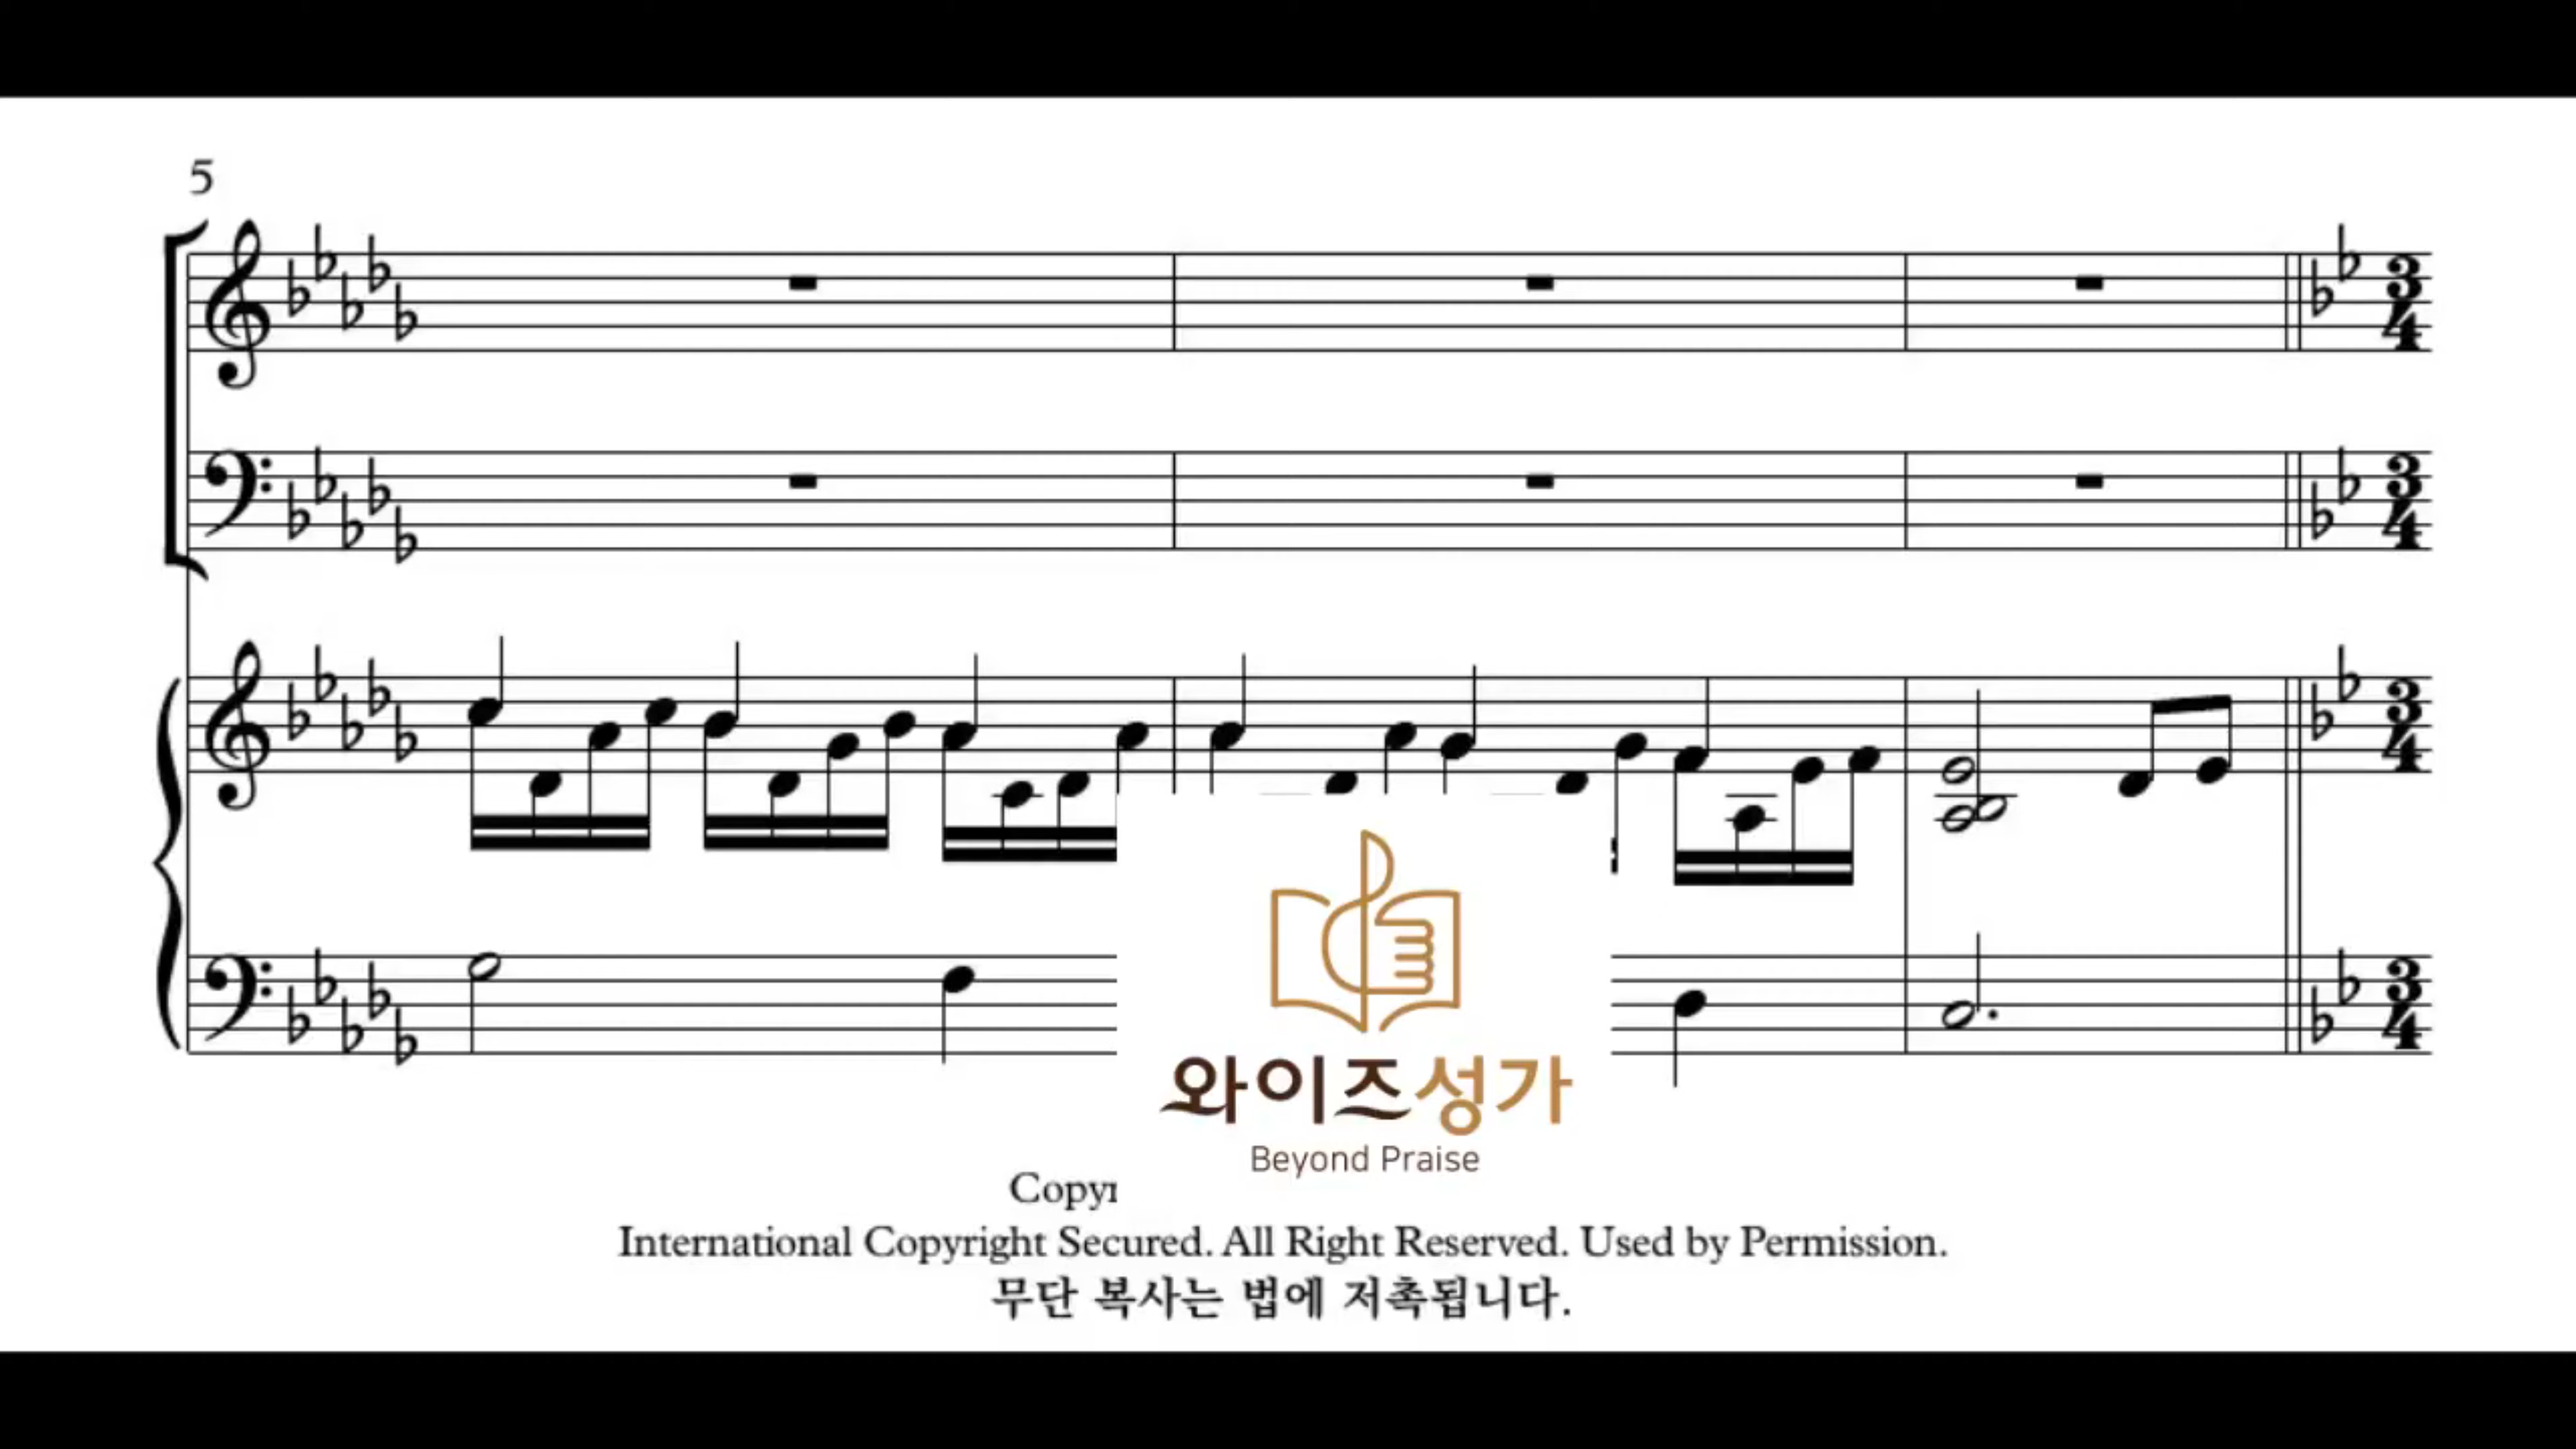 5
와이즈성가
Beyond Praise
International Copyright Secured. All Right Reserved. Used by Permission.
무단 복사는 법에 저촉됩니다.